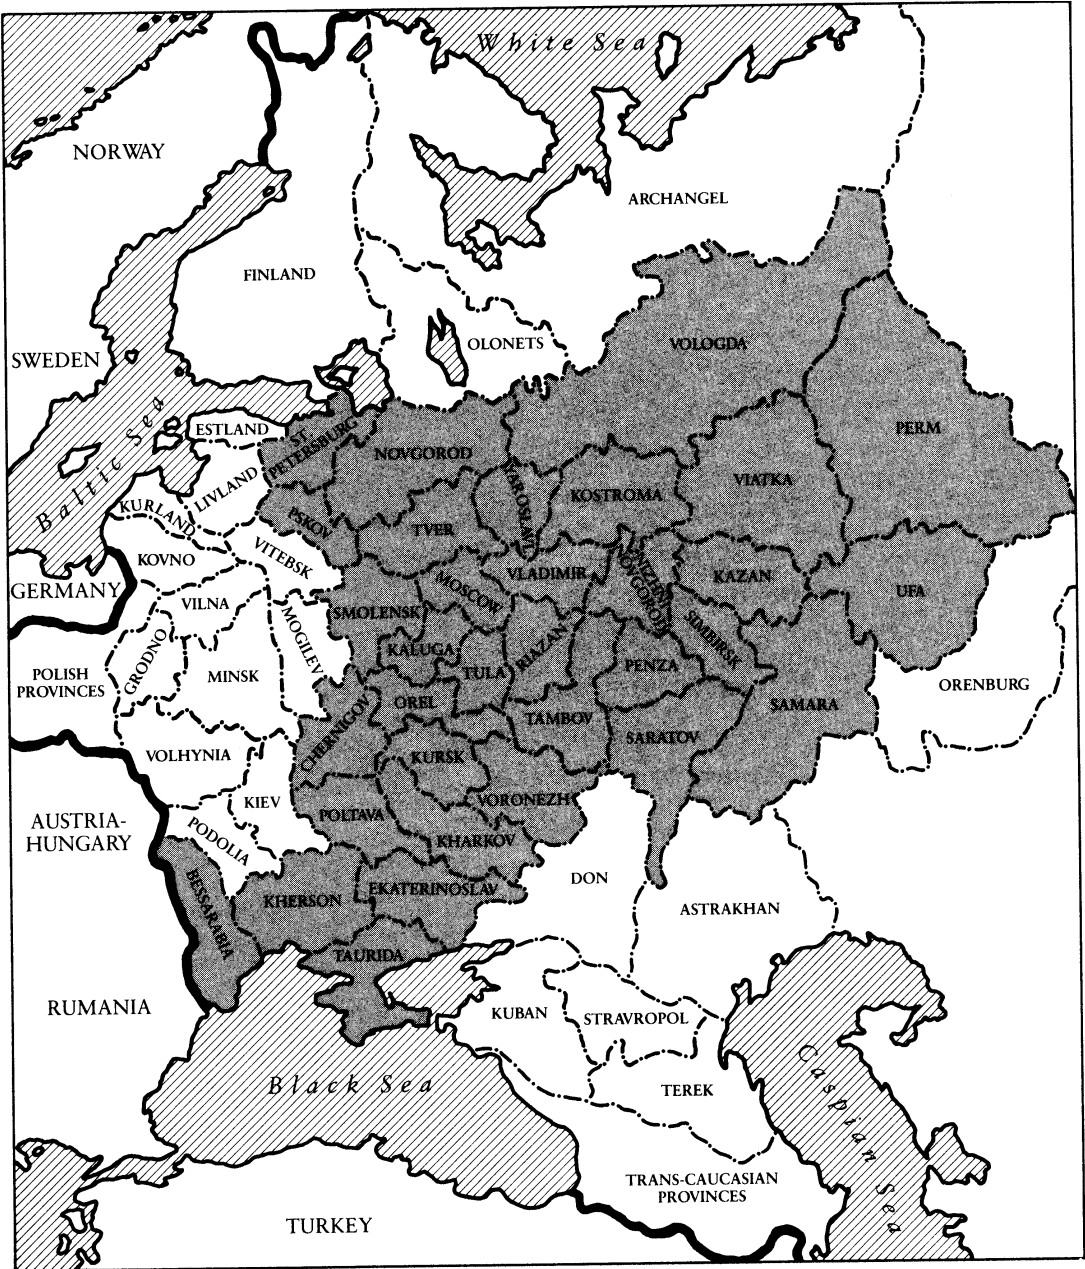 White Sea
NORWAY
ARCHANGEL
FINLAND
OLONETS
VOLOGDA
SWEDEN
Baltic Sea
ESTLAND
ST
PETERSBURG
NOVGOROD
PERM
LIVLAND
YAROSLAVL
KOSTROMA
VIATKA
KURLAND
PSKOV
TVER
VITEBSK
KOVNO
GERMANY
VILNA
MOSCOW
VLADIMIR
NIZHNI
NOVGOROD
KAZAN
UFA
SMOLENSK
MOGILEV
GRODNO
MINSK
KALUGA
TULA
RIAZAN
PENZA
SIMBIRSK
POLISH
PROVINCES
ORENBURG
OREL
CHERNIGOV
TAMBOV
SAMARA
SARATOV
VOLHYNIA
KURSK
KIEV
VORONEZH
POLTAVA
AUSTRIA-
HUNGARY
PODOLIA
KHARKOV
DON
BESSARABIA
KHERSON
EKATERINOSLAV
ASTRAKHAN
TAURIDA
RUMANIA
KUBAN
STRAVROPOL
Black Sea
TEREK
Caspian Sea
TRANS-CAUCASIAN
PROVINCES
TURKEY